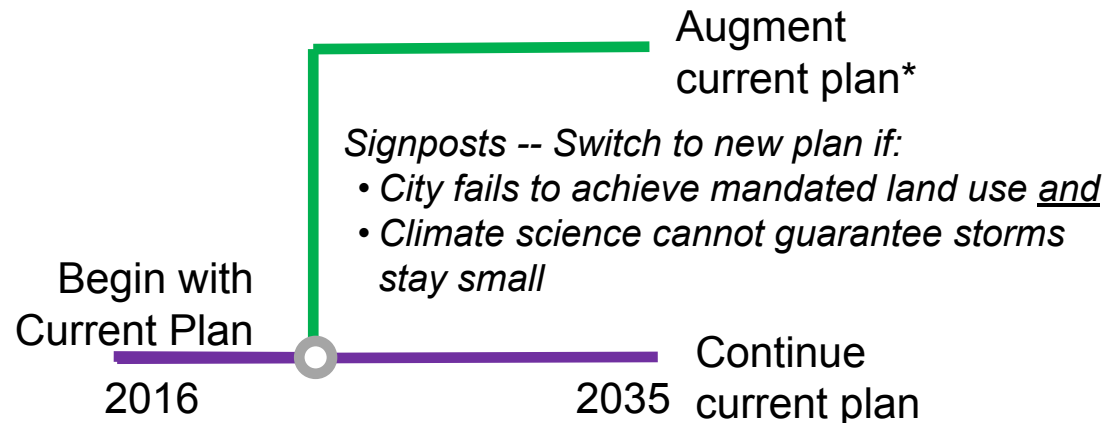 Augment
current plan*
Signposts -- Switch to new plan if:
• City fails to achieve mandated land use and
• Climate science cannot guarantee storms
stay small
Begin with
Current Plan
2016
2035
Continue
current plan